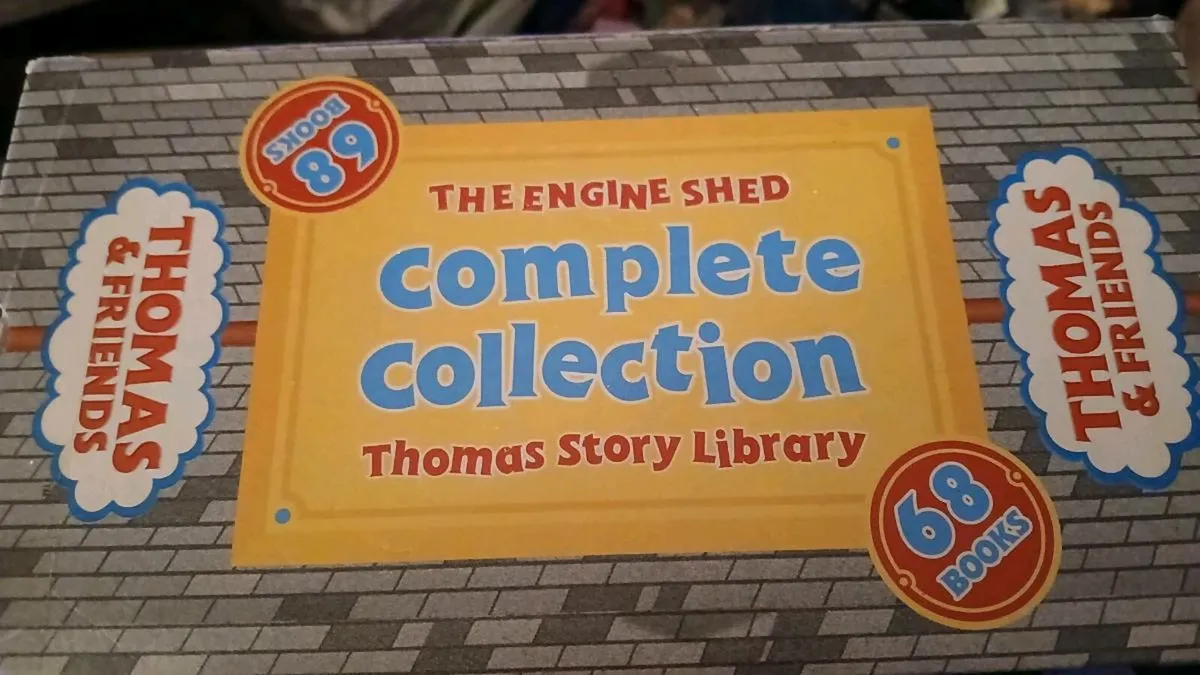 68
BOOKS
THE ENGINE SHED
complete
collection
Thomas Story Library
THOMAS
& FRIENDS
THOMAS
& FRIENDS
68
BOOKS